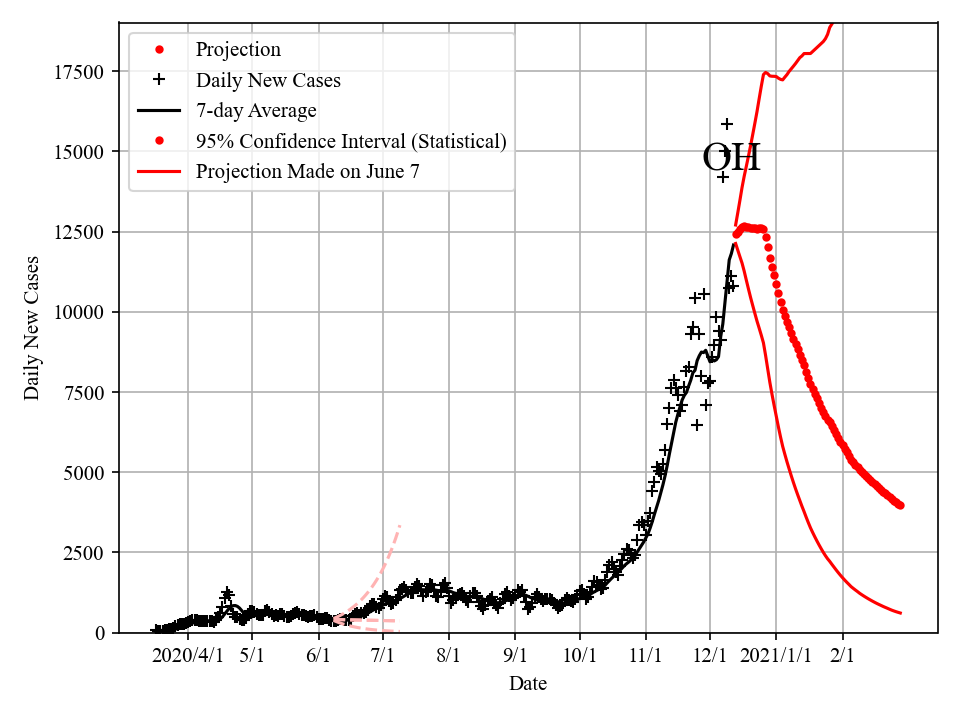 Projection
Daily New Cases
7-day Average
95% Confidence Interval (Statistical)
Projection Made on June 7
OH
17500
15000
12500
10000
7500
5000
2500
0
Daily New Cases
2020/4/1 5/1 6/1 7/1 8/1 9/1 10/1 11/1 12/1 2021/1/1 2/1
Date